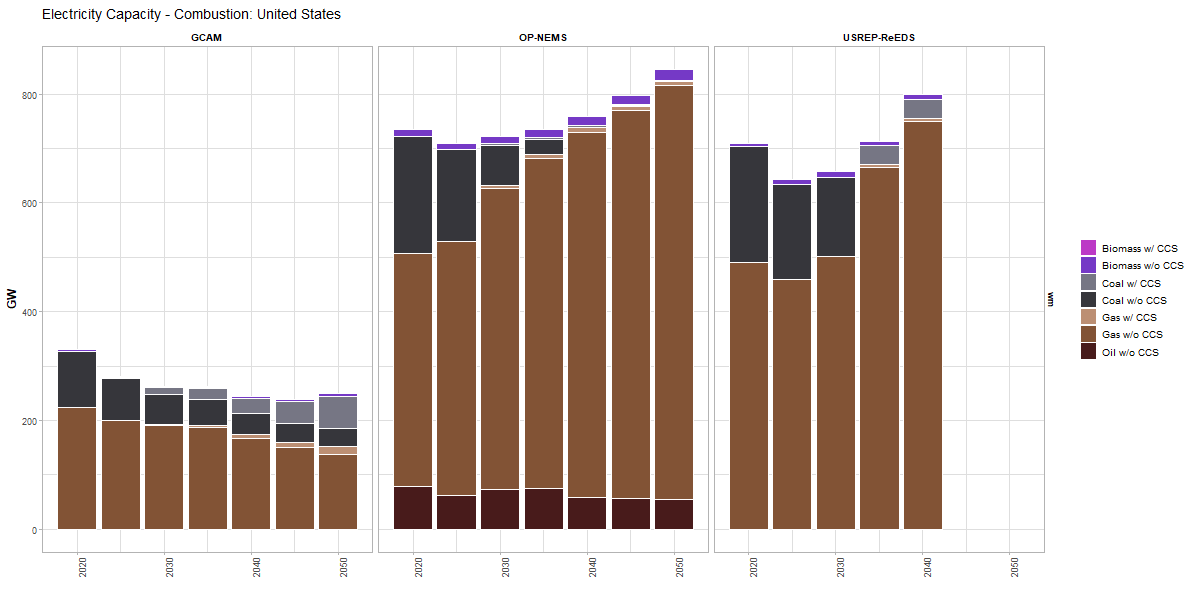 Electricity Capacity - Combustion: United States
GCAM
OP-NEMS
USREP-ReEDS
GW
800
600
400
200
0
2020
2030
2040
2050
2020
2030
2040
2050
2020
2030
2040
2050
wm
Biomass w/ CCS
Biomass w/o CCS
Coal w/ CCS
Coal w/o CCS
Gas w/ CCS
Gas w/o CCS
Oil w/o CCS